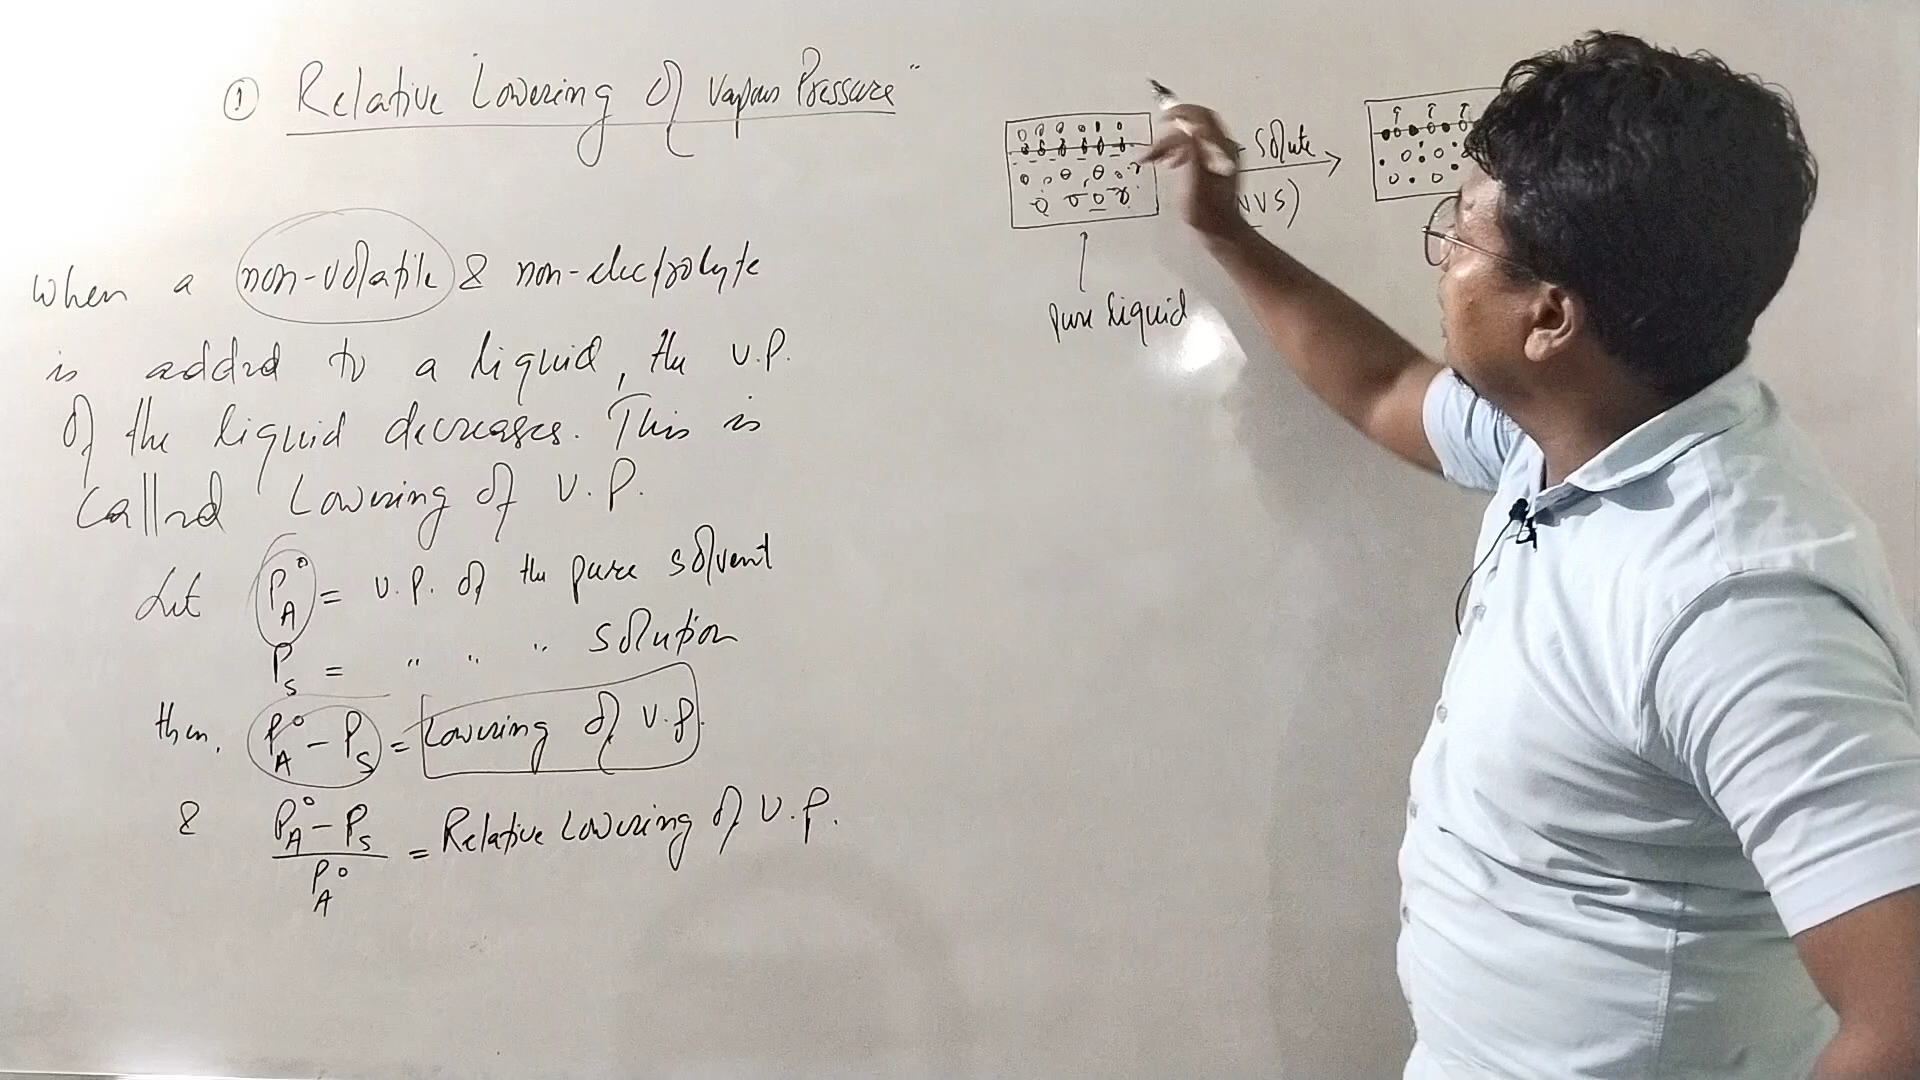 ① Relative Lowering of Vapour Pressure"
When a non-volatile & non-electrolyte
is added to a liquid, the V.P.
of the liquid decreases. This is
called Lowering of V.P.
Let P°A = V.P. of the pure solvent
Ps = " " " solution
then, P°A - Ps = Lowering of V.P.
& P°A - Ps / P°A = Relative Lowering of V.P.
solute
VS)
pure liquid